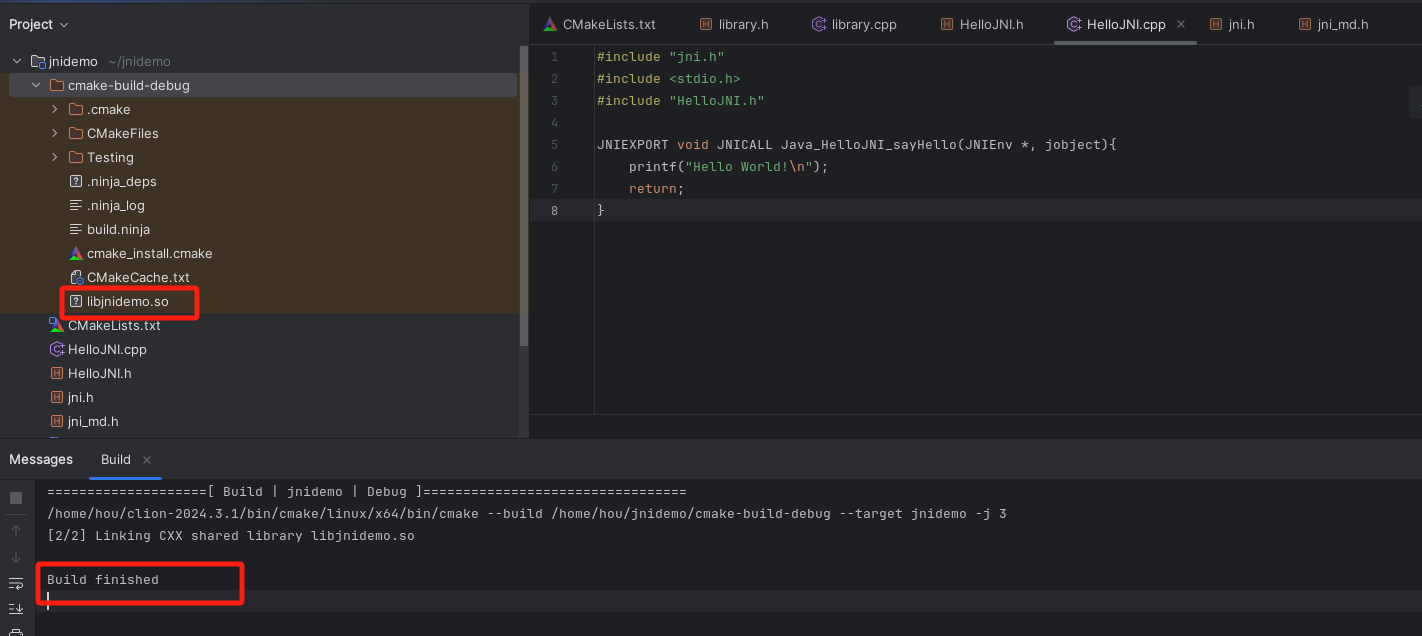 Project
jnidemo ~/jnidemo
cmake-build-debug
.cmake
CMakeFiles
Testing
.ninja_deps
.ninja_log
build.ninja
cmake_install.cmake
CMakeCache.txt
libjnidemo.so
CMakeLists.txt
HelloJNI.cpp
HelloJNI.h
jni.h
jni_md.h
CMakeLists.txt library.h library.cpp HelloJNI.h HelloJNI.cpp jni.h jni_md.h
1 #include "jni.h"
2 #include <stdio.h>
3 #include "HelloJNI.h"
4
5 JNIEXPORT void JNICALL Java_HelloJNI_sayHello(JNIEnv *, jobject){
6 printf("Hello World!\n");
7 return;
8 }
Messages Build
====================[ Build | jnidemo | Debug ]=================================
/home/hou/clion-2024.3.1/bin/cmake/linux/x64/bin/cmake --build /home/hou/jnidemo/cmake-build-debug --target jnidemo -j 3
[2/2] Linking CXX shared library libjnidemo.so
Build finished